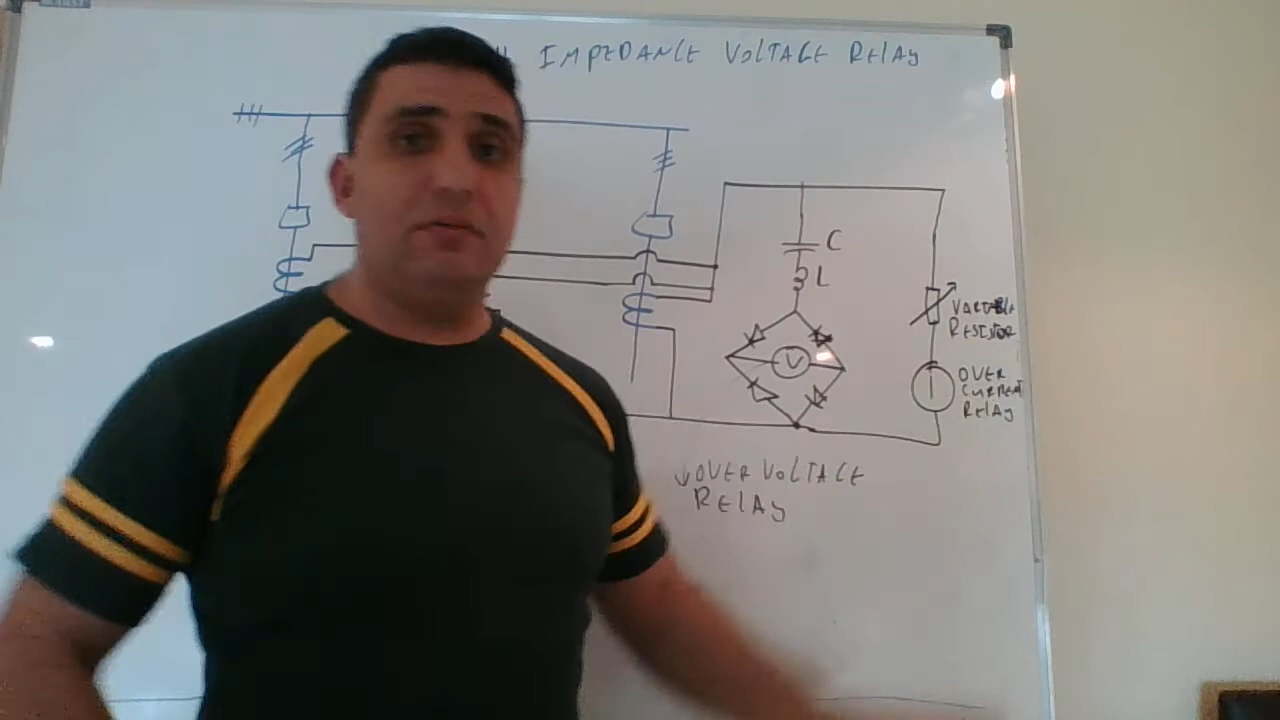 IMPEDANCE VOLTAGE RELAY
C
L
V
VARIABLE
RESISTOR
OVER
CURRENT
RELAY
OVER VOLTAGE
RELAY